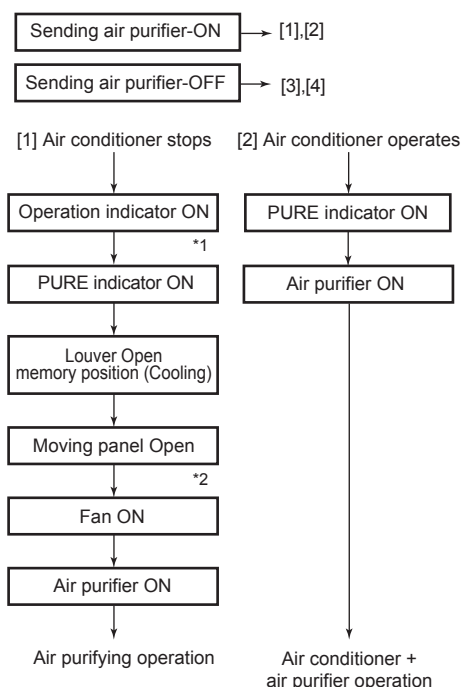 Sending air purifier-ON
[1],[2]
Sending air purifier-OFF
[3],[4]
[1] Air conditioner stops
Operation indicator ON
*1
PURE indicator ON
Louver Open
memory position (Cooling)
Moving panel Open
*2
Fan ON
Air purifier ON
Air purifying operation
[2] Air conditioner operates
PURE indicator ON
Air purifier ON
Air conditioner +
air purifier operation